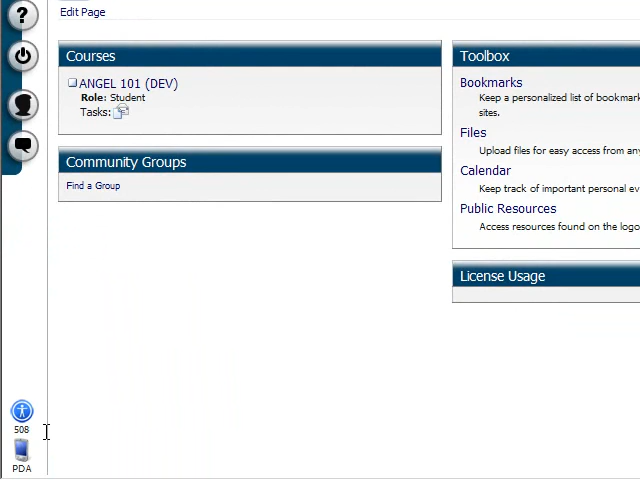 Edit Page
Courses
ANGEL 101 (DEV)
Role: Student
Tasks:
Community Groups
Find a Group
Toolbox
Bookmarks
Keep a personalized list of bookmark
sites.
Files
Upload files for easy access from any
Calendar
Keep track of important personal ev
Public Resources
Access resources found on the logo
License Usage
?
508
PDA